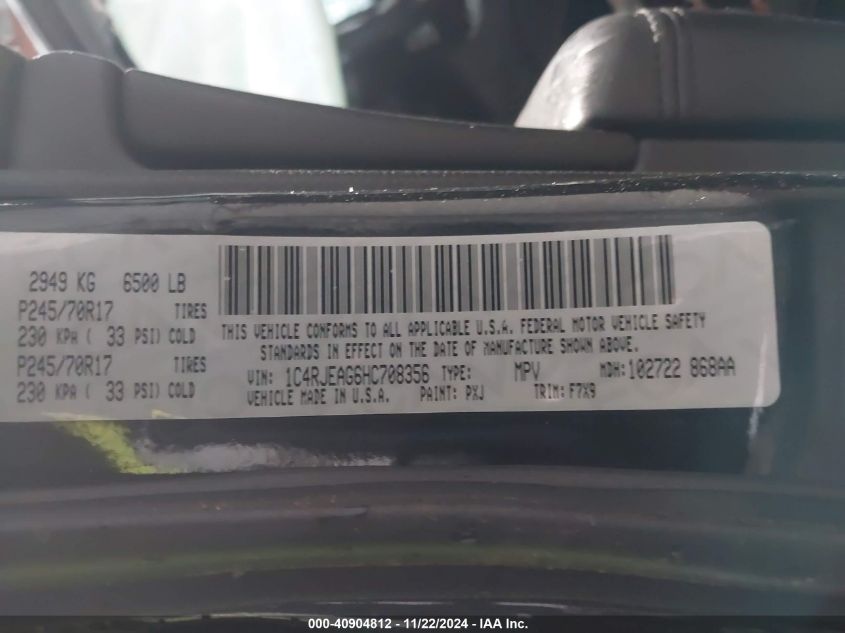 2949 KG 6500 LB
P245/70R17 TIRES
230 KPA ( 33 PSI) COLD
P245/70R17 TIRES
230 KPA ( 33 PSI) COLD
THIS VEHICLE CONFORMS TO ALL APPLICABLE U.S.A. FEDERAL MOTOR VEHICLE SAFETY
STANDARDS IN EFFECT ON THE DATE OF MANUFACTURE SHOWN ABOVE.
VIN: 1C4RJEAG6HC708356 TYPE: MPV MDH: 102722 868AA
VEHICLE MADE IN U.S.A. PAINT: PXJ TRIM: F7X9
000-40904812 - 11/22/2024 - IAA Inc.